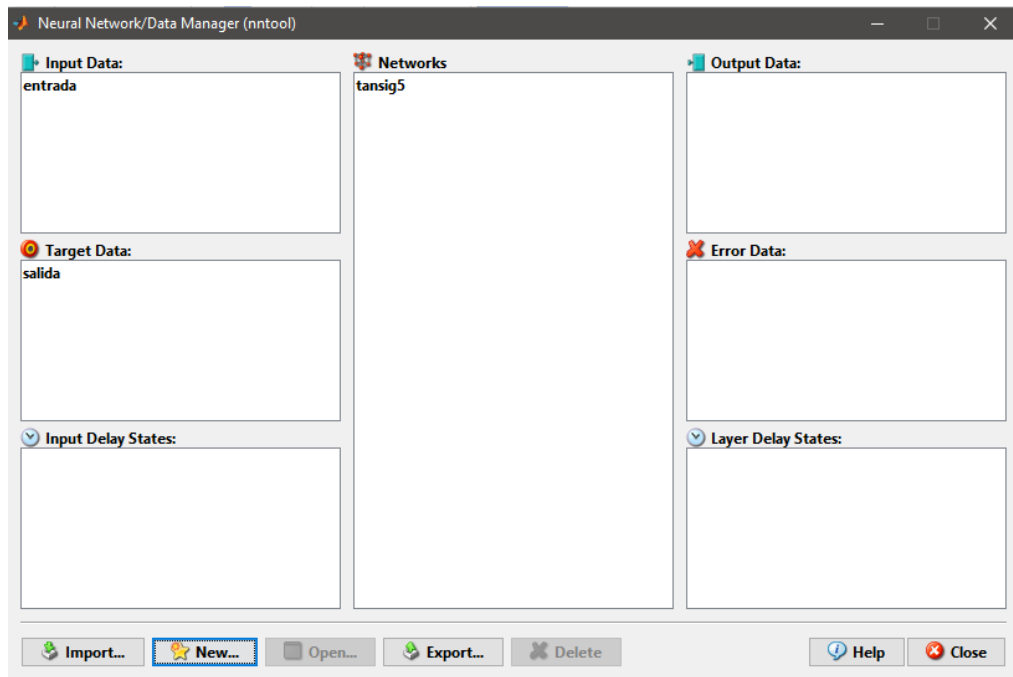 Neural Network/Data Manager (nntool)
Input Data:
entrada
Networks
tansig5
Output Data:
Target Data:
salida
Error Data:
Input Delay States:
Layer Delay States:
Import...
New...
Open...
Export...
Delete
Help
Close